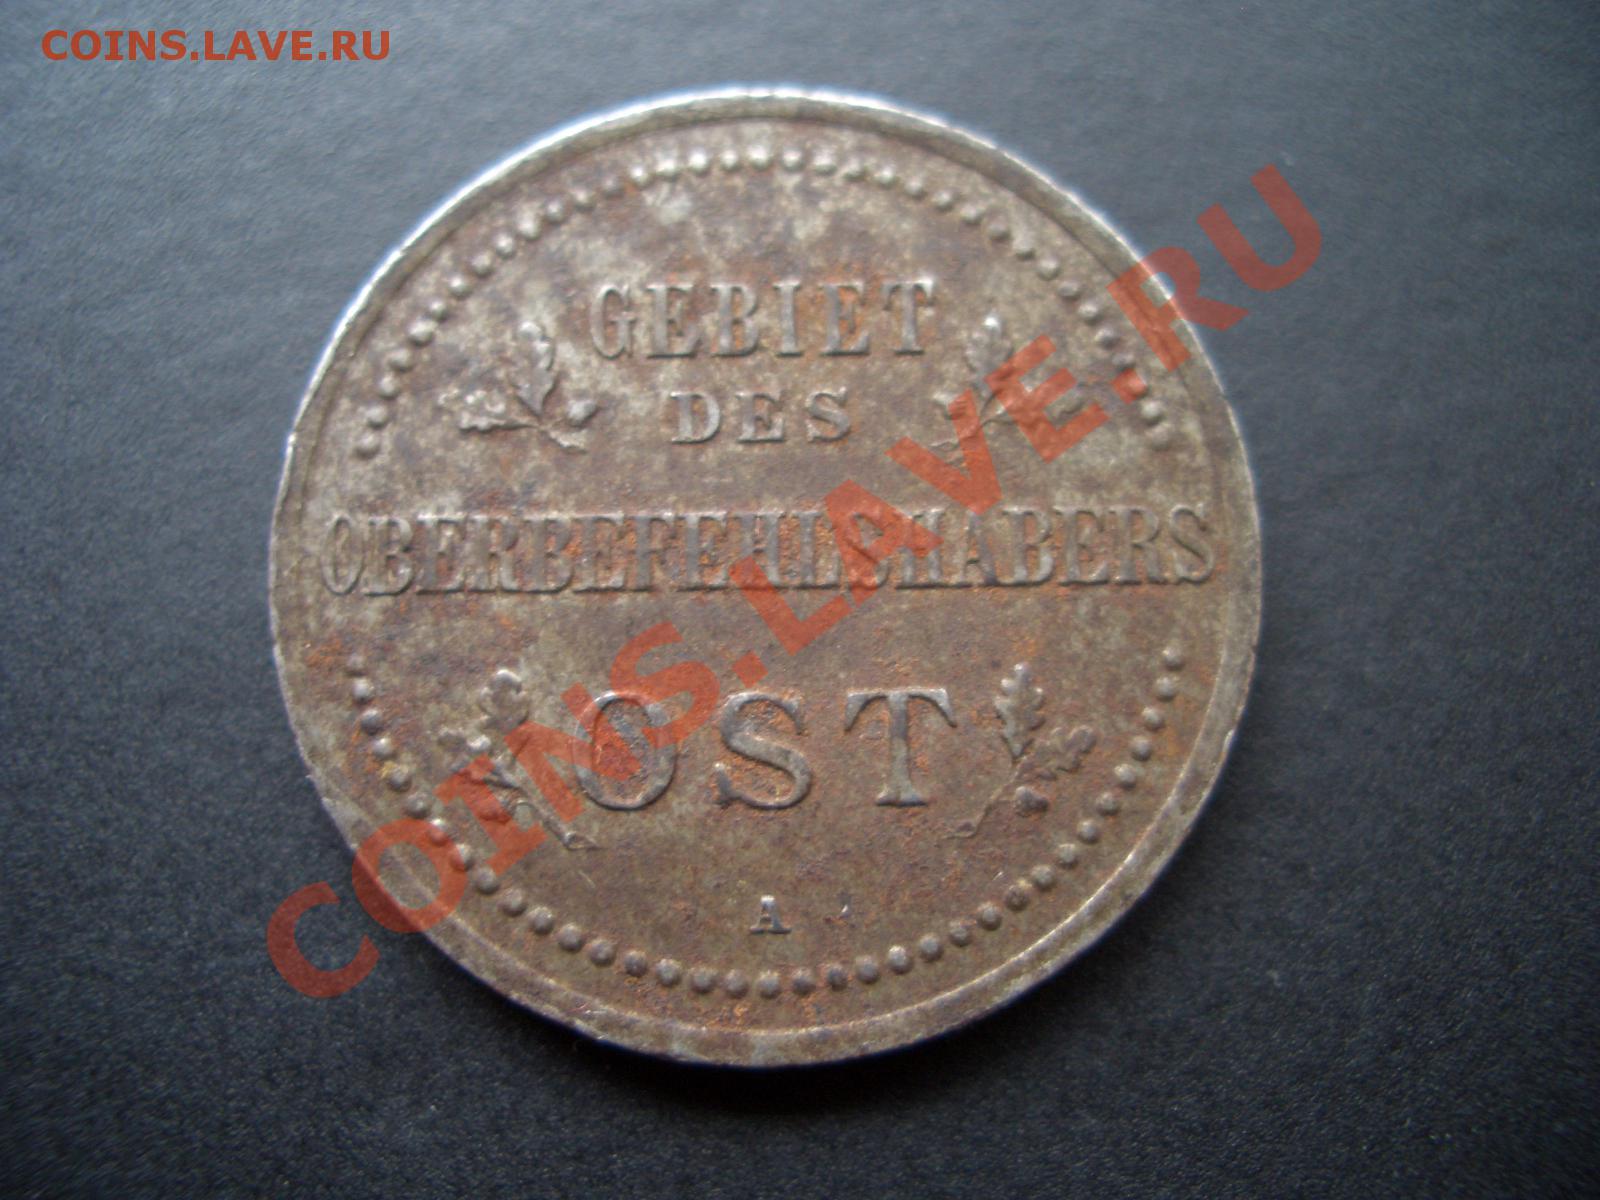 COINS.LAVE.RU
GEBIET
DES
OBERBEFEHLSHABERS
OST
A
COINS.LAVE.RU